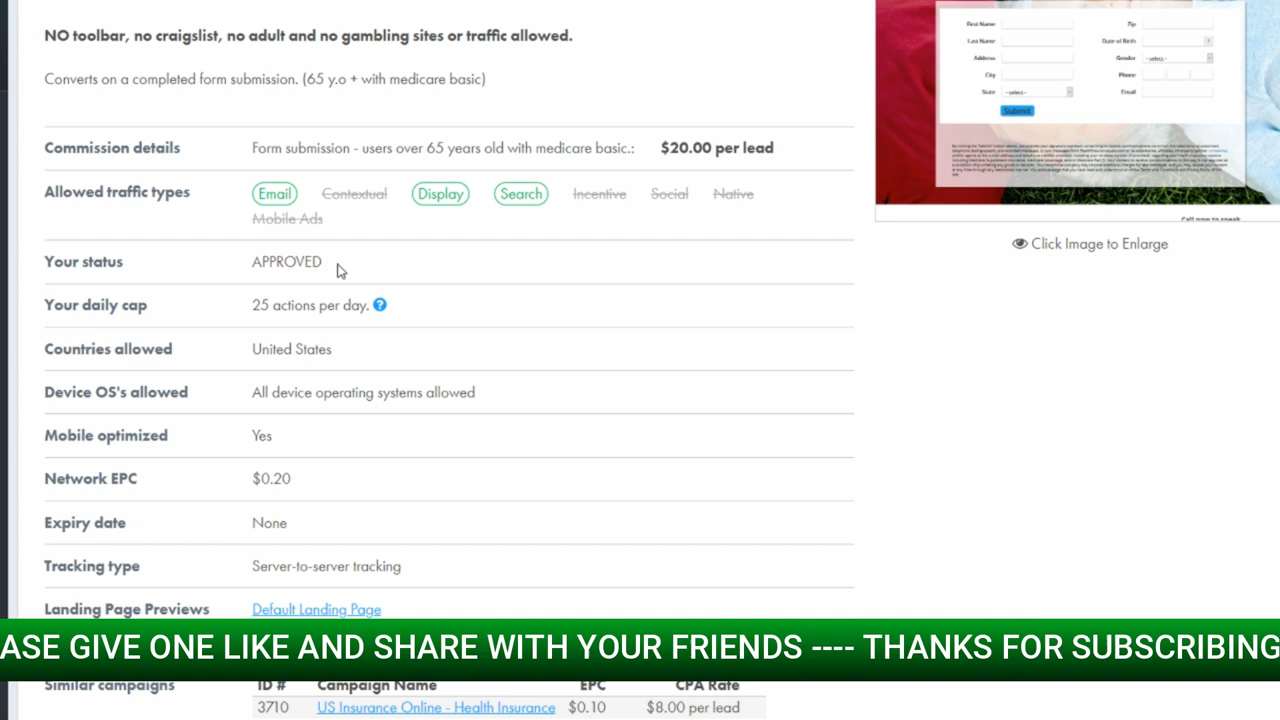 NO toolbar, no craigslist, no adult and no gambling sites or traffic allowed.
Converts on a completed form submission. (65 y.o + with medicare basic)
Commission details Form submission - users over 65 years old with medicare basic.: $20.00 per lead
Allowed traffic types Email Contextual Display Search Incentive Social Native
Mobile Ads
Your status APPROVED
Your daily cap 25 actions per day. ?
Countries allowed United States
Device OS's allowed All device operating systems allowed
Mobile optimized Yes
Network EPC $0.20
Expiry date None
Tracking type Server-to-server tracking
Landing Page Previews Default Landing Page
Similar campaigns ID # Campaign Name EPC CPA Rate
3710 US Insurance Online - Health Insurance $0.10 $8.00 per lead
First Name Zip
Last Name Date of Birth
Address Gender - select -
City Phone
State - select - Email
Submit
Call now to speak
Click Image to Enlarge
ASE GIVE ONE LIKE AND SHARE WITH YOUR FRIENDS ---- THANKS FOR SUBSCRIBING